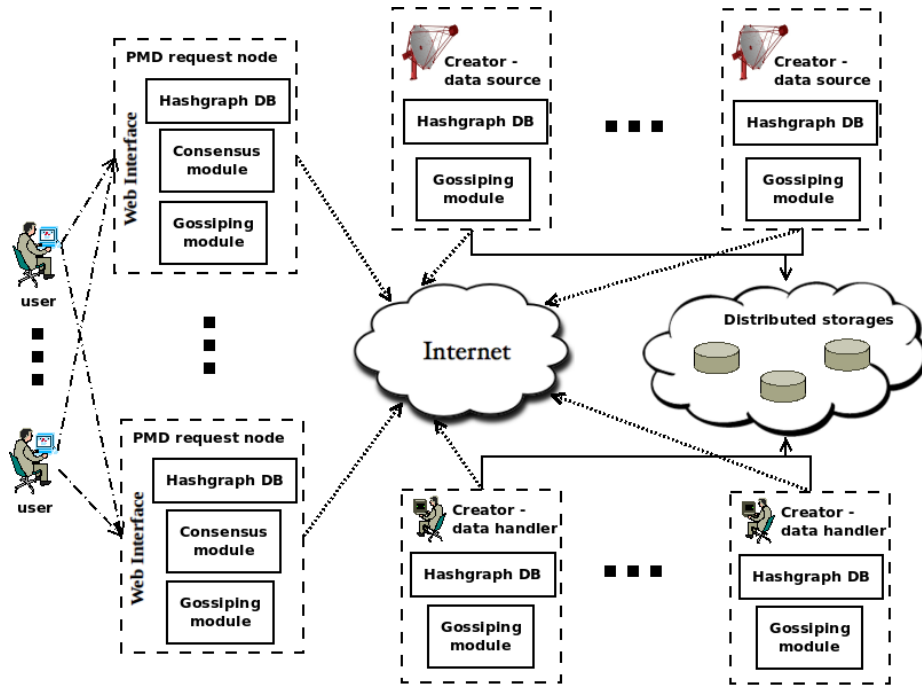 PMD request node
Web Interface
Hashgraph DB
Consensus
module
Gossiping
module
Creator -
data source
Hashgraph DB
Gossiping
module
Creator -
data source
Hashgraph DB
Gossiping
module
user
user
Internet
Distributed storages
PMD request node
Web Interface
Hashgraph DB
Consensus
module
Gossiping
module
Creator -
data handler
Hashgraph DB
Gossiping
module
Creator -
data handler
Hashgraph DB
Gossiping
module